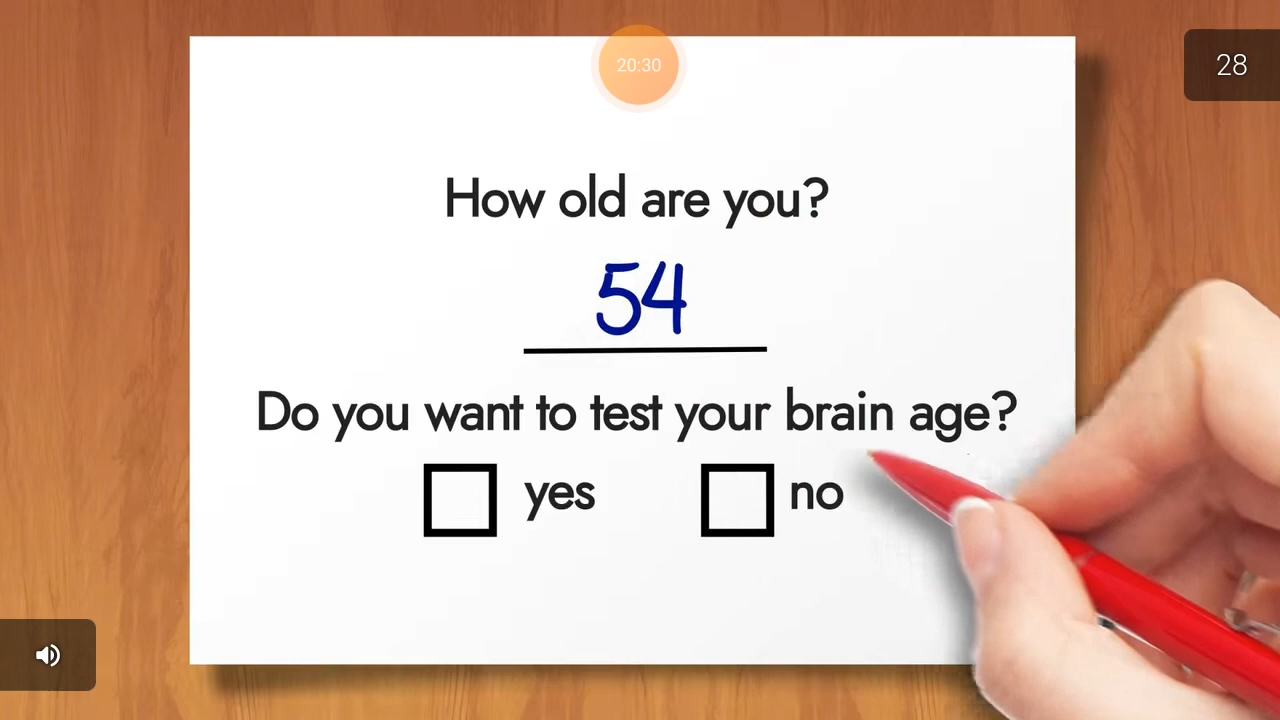 20:30
28
How old are you?
54
Do you want to test your brain age?
yes no